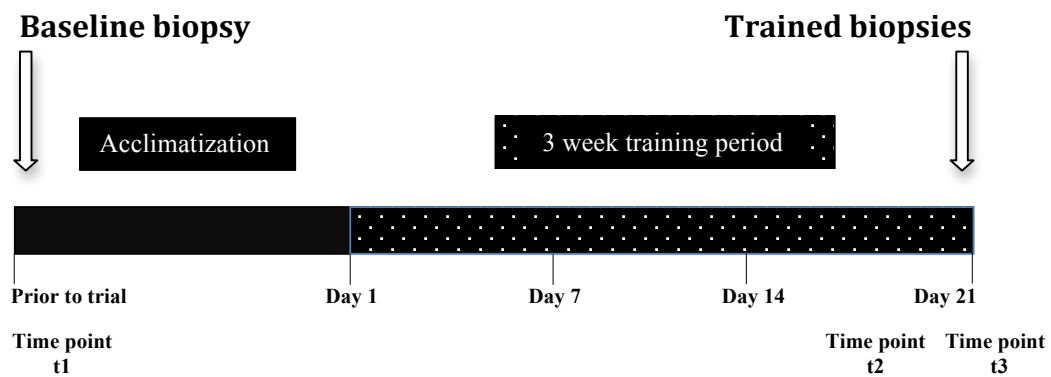 Baseline biopsy
Trained biopsies
Acclimatization
3 week training period
Prior to trial
Day 1
Day 7
Day 14
Day 21
Time point
t1
Time point
t2
Time point
t3